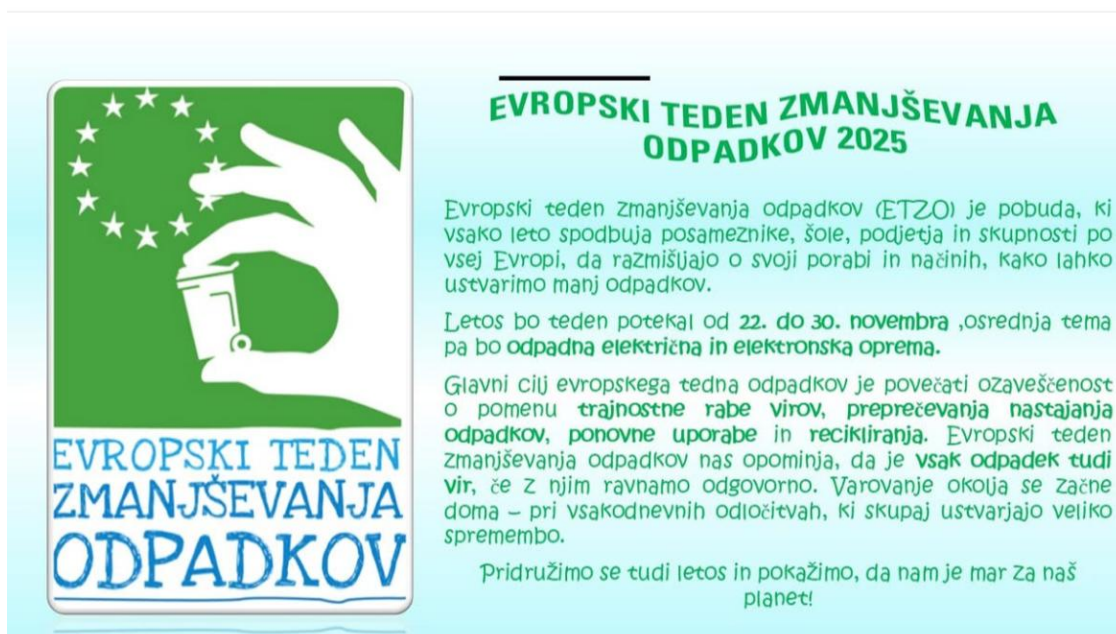 EVROPSKI TEDEN
ZMANJŠEVANJA
ODPADKOV
EVROPSKI TEDEN ZMANJŠEVANJA
ODPADKOV 2025
Evropski teden zmanjševanja odpadkov (ETZO) je pobuda, ki
vsako leto spodbuja posameznike, šole, podjetja in skupnosti po
vsej Evropi, da razmišljajo o svoji porabi in načinih, kako lahko
ustvarimo manj odpadkov.
Letos bo teden potekal od 22. do 30. novembra ,osrednja tema
pa bo odpadna električna in elektronska oprema.
Glavni cilj evropskega tedna odpadkov je povečati ozaveščenost
o pomenu trajnostne rabe virov, preprečevanja nastajanja
odpadkov, ponovne uporabe in recikliranja. Evropski teden
zmanjševanja odpadkov nas opominja, da je vsak odpadek tudi
vir, če z njim ravnamo odgovorno. Varovanje okolja se začne
doma – pri vsakodnevnih odločitvah, ki skupaj ustvarjajo veliko
spremembo.
Pridružimo se tudi letos in pokažimo, da nam je mar za naš
planet!